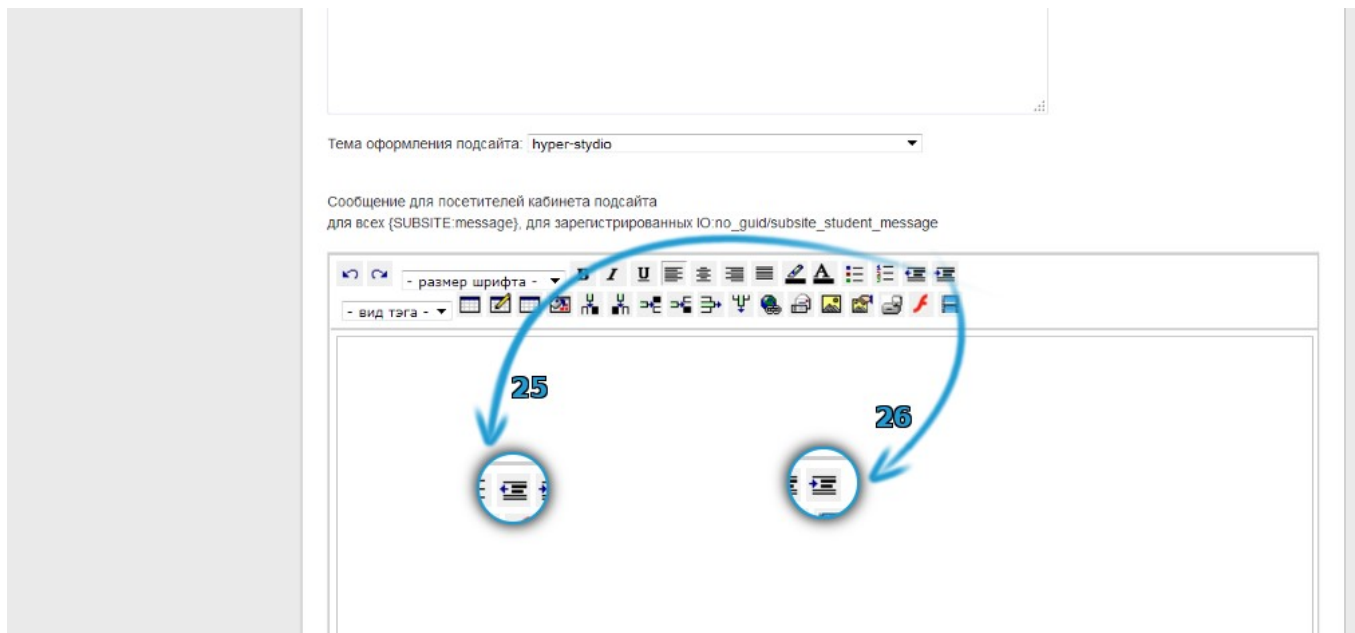 Тема оформления подсайта: hyper-stydio
Сообщение для посетителей кабинета подсайта
для всех {SUBSITE:message}, для зарегистрированных IO:no_guid/subsite_student_message
- размер шрифта - B I U A
- вид тэга -
25
26